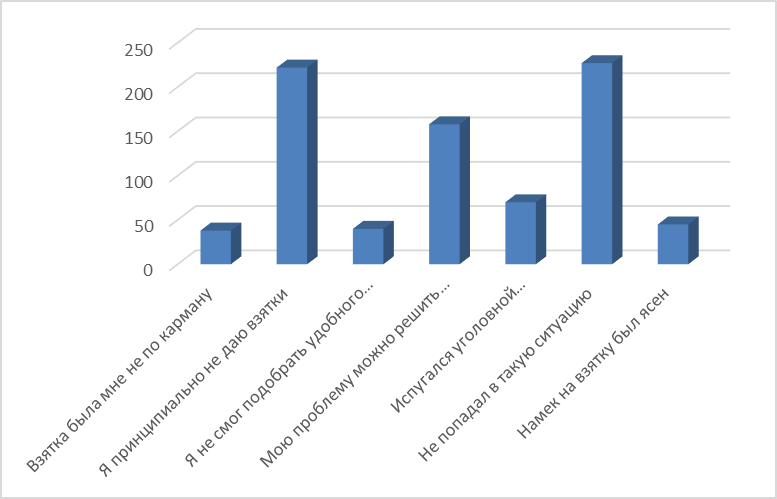 250
200
150
100
50
0
Взятка была мне не по карману
Я принципиально не даю взятки
Я не смог подобрать удобного…
Мою проблему можно решить…
Испугался уголовной…
Не попадал в такую ситуацию
Намек на взятку был ясен